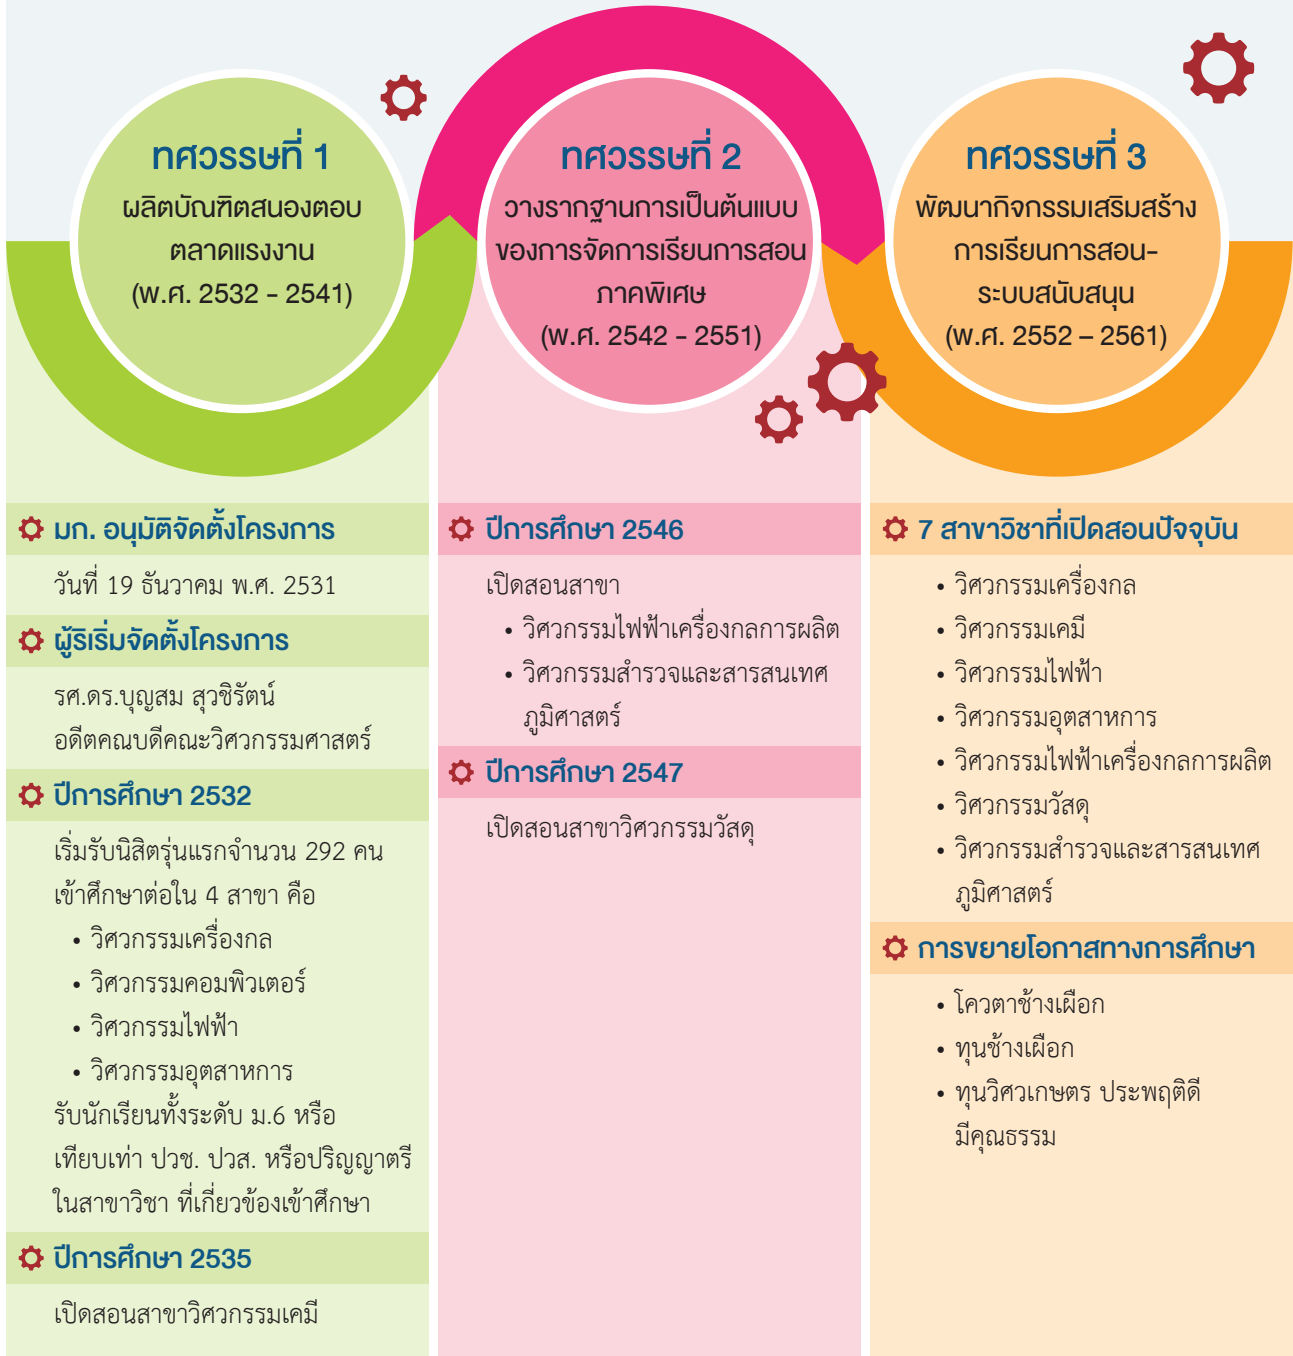 ทศวรรษที่ 1
ผลิตบัณฑิตสนองตอบ
ตลาดแรงงาน
(พ.ศ. 2532 - 2541)
ทศวรรษที่ 2
วางรากฐานการเป็นต้นแบบ
ของการจัดการเรียนการสอน
ภาคพิเศษ
(พ.ศ. 2542 - 2551)
ทศวรรษที่ 3
พัฒนากิจกรรมเสริมสร้าง
การเรียนการสอน-
ระบบสนับสนุน
(พ.ศ. 2552 – 2561)
มก. อนุมัติจัดตั้งโครงการ
วันที่ 19 ธันวาคม พ.ศ. 2531
ผู้ริเริ่มจัดตั้งโครงการ
รศ.ดร.บุญสม สุวชิรัตน์
อดีตคณบดีคณะวิศวกรรมศาสตร์
ปีการศึกษา 2532
เริ่มรับนิสิตรุ่นแรกจำนวน 292 คน
เข้าศึกษาต่อใน 4 สาขา คือ
• วิศวกรรมเครื่องกล
• วิศวกรรมคอมพิวเตอร์
• วิศวกรรมไฟฟ้า
• วิศวกรรมอุตสาหการ
รับนักเรียนทั้งระดับ ม.6 หรือ
เทียบเท่า ปวช. ปวส. หรือปริญญาตรี
ในสาขาวิชา ที่เกี่ยวข้องเข้าศึกษา
ปีการศึกษา 2535
เปิดสอนสาขาวิศวกรรมเคมี
ปีการศึกษา 2546
เปิดสอนสาขา
• วิศวกรรมไฟฟ้าเครื่องกลการผลิต
• วิศวกรรมสำรวจและสารสนเทศ
ภูมิศาสตร์
ปีการศึกษา 2547
เปิดสอนสาขาวิศวกรรมวัสดุ
7 สาขาวิชาที่เปิดสอนปัจจุบัน
• วิศวกรรมเครื่องกล
• วิศวกรรมเคมี
• วิศวกรรมไฟฟ้า
• วิศวกรรมอุตสาหการ
• วิศวกรรมไฟฟ้าเครื่องกลการผลิต
• วิศวกรรมวัสดุ
• วิศวกรรมสำรวจและสารสนเทศ
ภูมิศาสตร์
การขยายโอกาสทางการศึกษา
• โควตาช้างเผือก
• ทุนช้างเผือก
• ทุนวิศวเกษตร ประพฤติดี
มีคุณธรรม